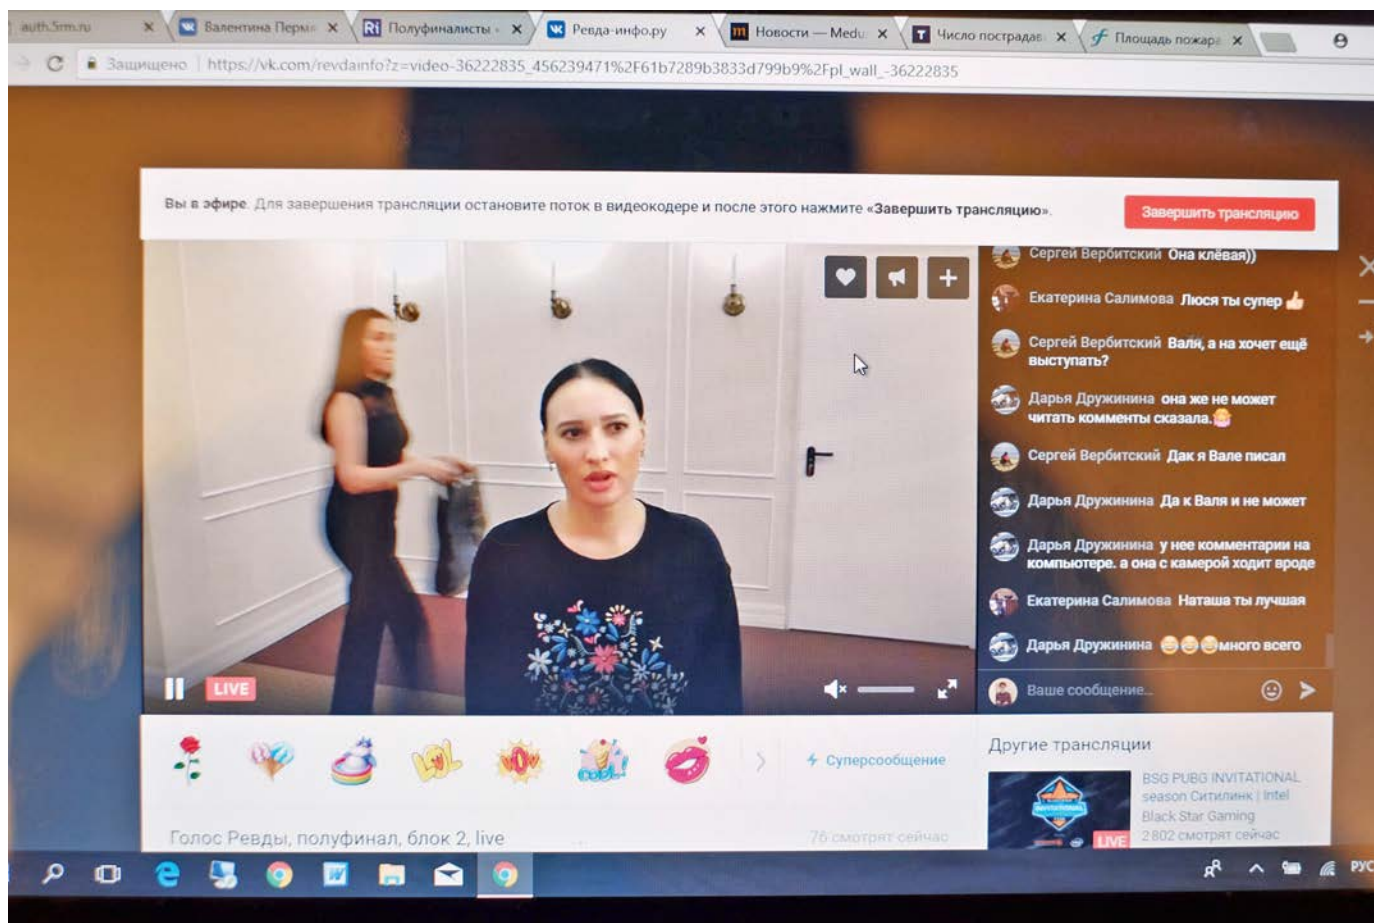 auth.5rm.ru
Валентина Перм
Полуфиналисты -
Ревда-инфо.ру
Новости — Medu
Число пострадав
Площадь пожара
Защищено
https://vk.com/revdainfo?z=video-36222835_456239471%2F61b7289b3833d799b9%2Fpl_wall_-36222835
Вы в эфире. Для завершения трансляции остановите поток в видеокодере и после этого нажмите «Завершить трансляцию».
Завершить трансляцию
Сергей Вербитский Она клёвая))
Екатерина Салимова Люся ты супер
Сергей Вербитский Валя, а на хочет ещё
выступать?
Дарья Дружинина она же не может
читать комменты сказала.
Сергей Вербитский Дак я Вале писал
Дарья Дружинина Да к Валя и не может
Дарья Дружинина у нее комментарии на
компьютере. а она с камерой ходит вроде
Екатерина Салимова Наташа ты лучшая
Дарья Дружинина много всего
LIVE
Ваше сообщение...
LOL
WOW
COOL!
Суперсообщение
Другие трансляции
BSG PUBG INVITATIONAL
season Ситилинк | Intel
Black Star Gaming
2 802 смотрят сейчас
INVITATIONAL
LIVE
Голос Ревды, полуфинал, блок 2, live
76 смотрят сейчас
РУС